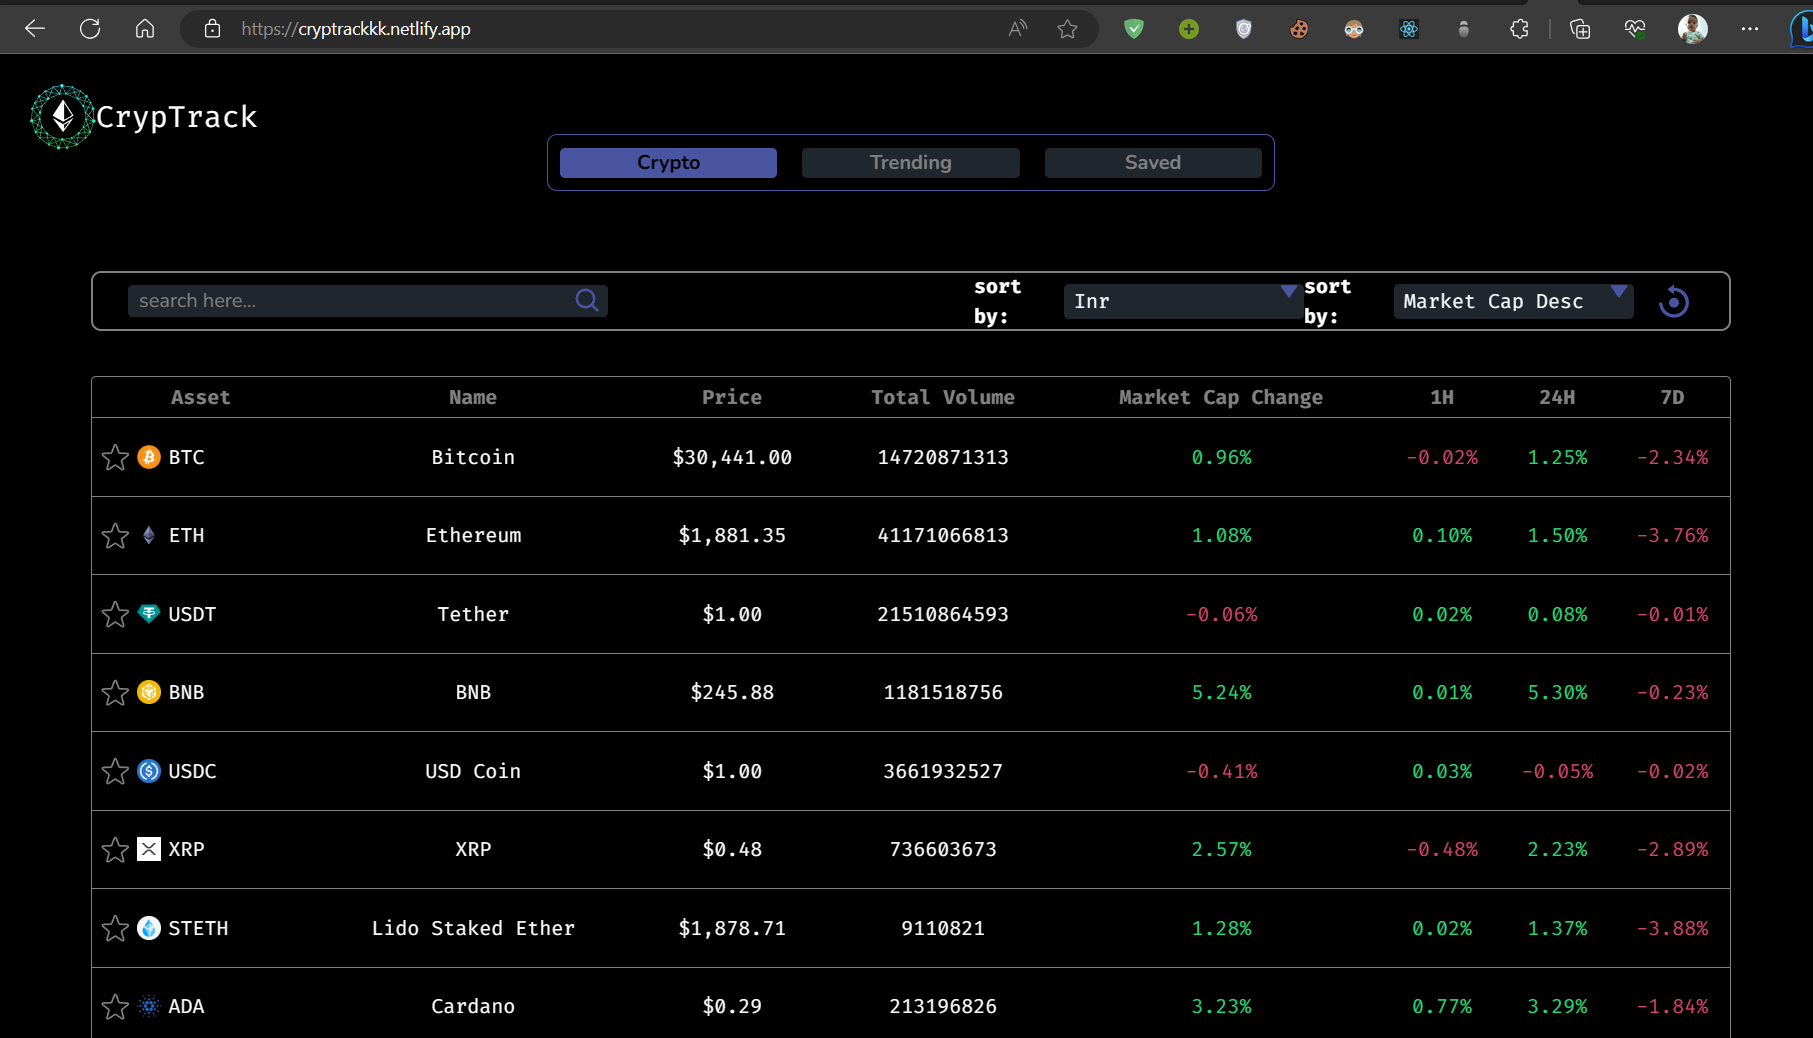 https://cryptrackkk.netlify.app
CrypTrack
Crypto Trending Saved
search here... sort by: Inr sort by: Market Cap Desc
Asset Name Price Total Volume Market Cap Change 1H 24H 7D
BTC Bitcoin $30,441.00 14720871313 0.96% -0.02% 1.25% -2.34%
ETH Ethereum $1,881.35 41171066813 1.08% 0.10% 1.50% -3.76%
USDT Tether $1.00 21510864593 -0.06% 0.02% 0.08% -0.01%
BNB BNB $245.88 1181518756 5.24% 0.01% 5.30% -0.23%
USDC USD Coin $1.00 3661932527 -0.41% 0.03% -0.05% -0.02%
XRP XRP $0.48 736603673 2.57% -0.48% 2.23% -2.89%
STETH Lido Staked Ether $1,878.71 9110821 1.28% 0.02% 1.37% -3.88%
ADA Cardano $0.29 213196826 3.23% 0.77% 3.29% -1.84%